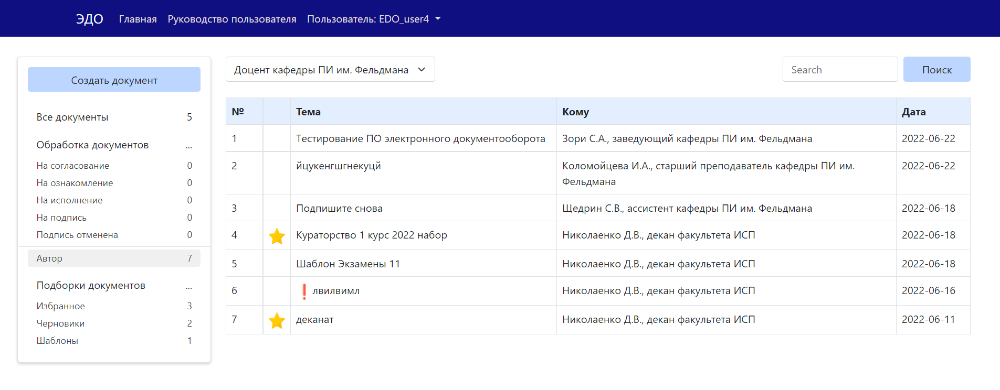 ЭДО Главная Руководство пользователя Пользователь: EDO_user4
Создать документ
Все документы 5
Обработка документов ...
На согласование 0
На ознакомление 0
На исполнение 0
На подпись 0
Подпись отменена 0
Автор 7
Подборки документов ...
Избранное 3
Черновики 2
Шаблоны 1
Доцент кафедры ПИ им. Фельдмана
Search Поиск
№ Тема Кому Дата
1 Тестирование ПО электронного документооборота Зори С.А., заведующий кафедры ПИ им. Фельдмана 2022-06-22
2 йцукенгшгнекуцй Коломойцева И.А., старший преподаватель кафедры ПИ им. 2022-06-22
Фельдмана
3 Подпишите снова Щедрин С.В., ассистент кафедры ПИ им. Фельдмана 2022-06-18
4 Кураторство 1 курс 2022 набор Николаенко Д.В., декан факультета ИСП 2022-06-18
5 Шаблон Экзамены 11 Николаенко Д.В., декан факультета ИСП 2022-06-18
6 ❗ лвилвимл Николаенко Д.В., декан факультета ИСП 2022-06-16
7 деканат Николаенко Д.В., декан факультета ИСП 2022-06-11